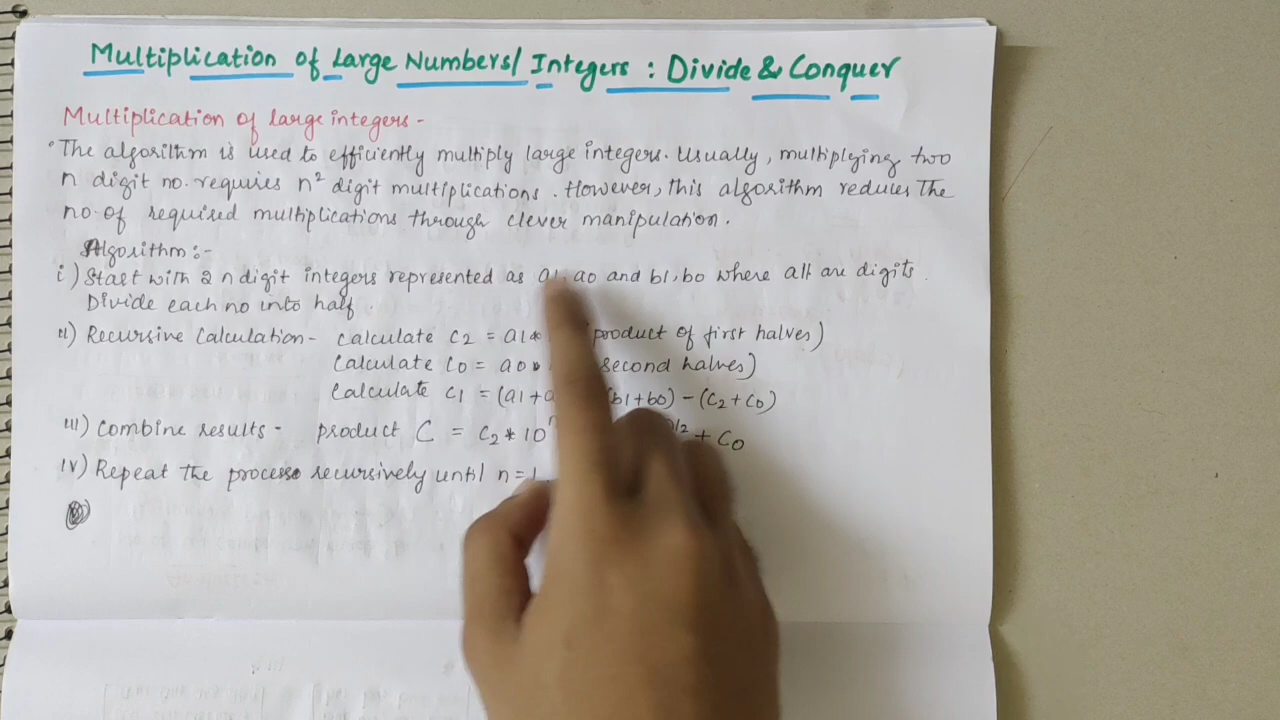 Multiplication of Large Numbers/ Integers : Divide & Conquer
Multiplication of large integers -
The algorithm is used to efficiently multiply large integers. Usually, multiplying two
n digit no. requires n² digit multiplications. However, this algorithm reduces the
no. of required multiplications through clever manipulation.
Algorithm :-
i) Start with 2 n digit integers represented as a1, a0 and b1, b0 where all are digits.
Divide each no into half.
ii) Recursive Calculation - calculate C2 = a1* (product of first halves)
Calculate C0 = a0* second halves)
Calculate C1 = (a1+a (b1+b0) - (C2+C0)
iii) Combine results - product C = C2 * 10ⁿ /2 + C0
iv) Repeat the process recursively until n=1